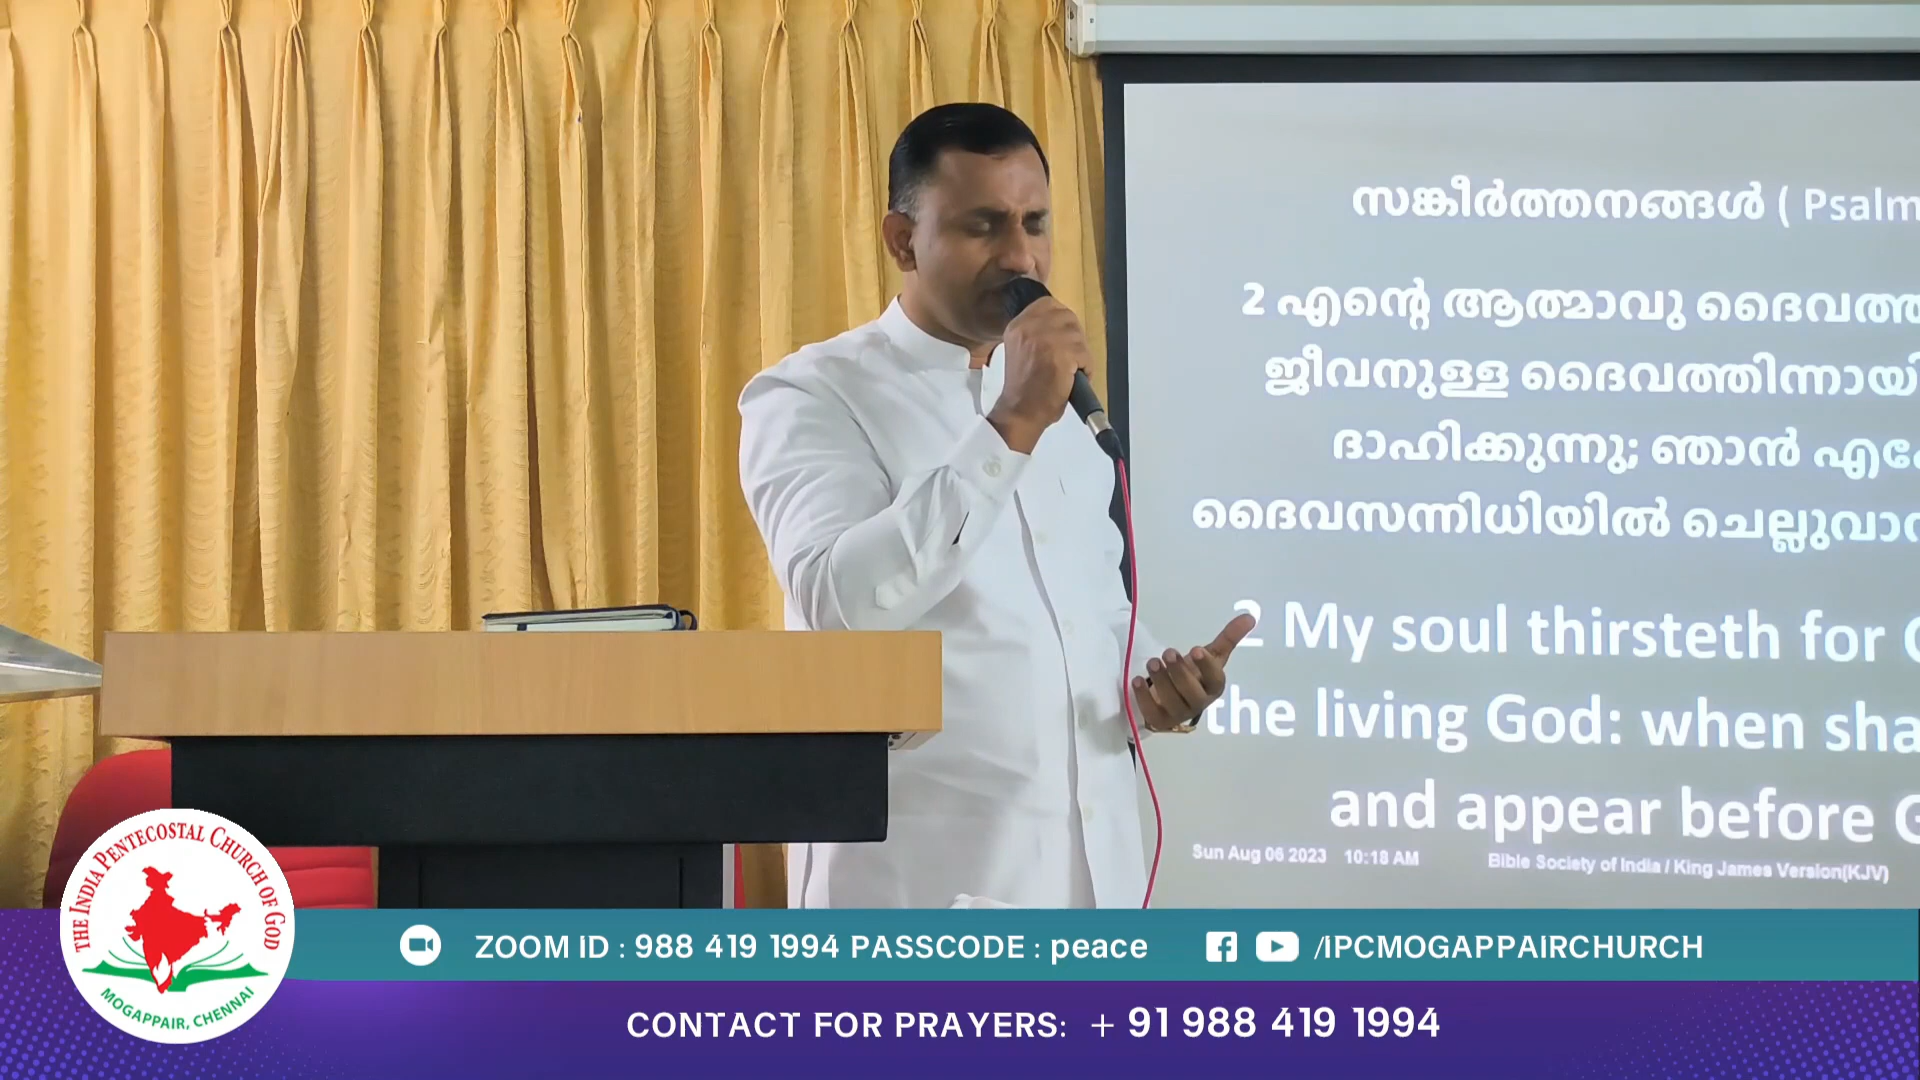 സങ്കീർത്തനങ്ങൾ ( Psalm
2 എന്റെ ആത്മാവു ദൈവത്ത
ജീവനുള്ള ദൈവത്തിന്നായി
ദാഹിക്കുന്നു; ഞാൻ എ
ദൈവസന്നിധിയിൽ ചെല്ലുവാ
2 My soul thirsteth for
the living God: when sha
and appear before G
Sun Aug 06 2023 10:18 AM Bible Society of India / King James Version(KJV)
THE INDIA PENTECOSTAL CHURCH OF GOD
MOGAPPAIR, CHENNAI
ZOOM ID : 988 419 1994 PASSCODE : peace /IPCMOGAPPAIRCHURCH
CONTACT FOR PRAYERS: + 91 988 419 1994